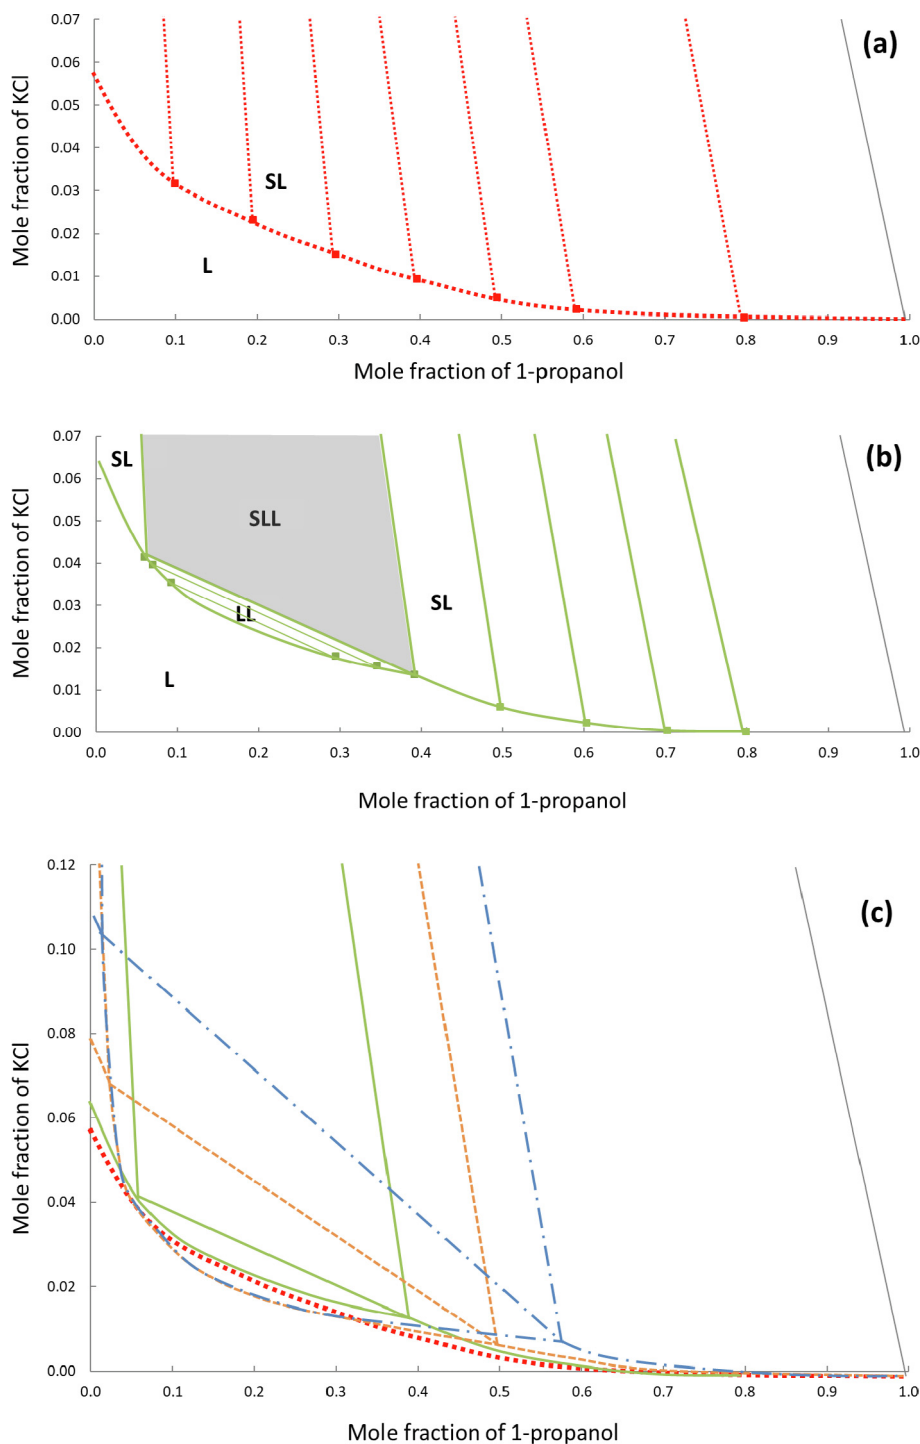 (a)
Mole fraction of KCl
0.07
0.06
0.05
0.04
0.03
0.02
0.01
0.00
SL
L
0.0 0.1 0.2 0.3 0.4 0.5 0.6 0.7 0.8 0.9 1.0
Mole fraction of 1-propanol
(b)
Mole fraction of KCl
0.07
0.06
0.05
0.04
0.03
0.02
0.01
0.00
SL
SLL
LL
SL
L
0.0 0.1 0.2 0.3 0.4 0.5 0.6 0.7 0.8 0.9 1.0
Mole fraction of 1-propanol
(c)
Mole fraction of KCl
0.12
0.10
0.08
0.06
0.04
0.02
0.00
0.0 0.1 0.2 0.3 0.4 0.5 0.6 0.7 0.8 0.9 1.0
Mole fraction of 1-propanol